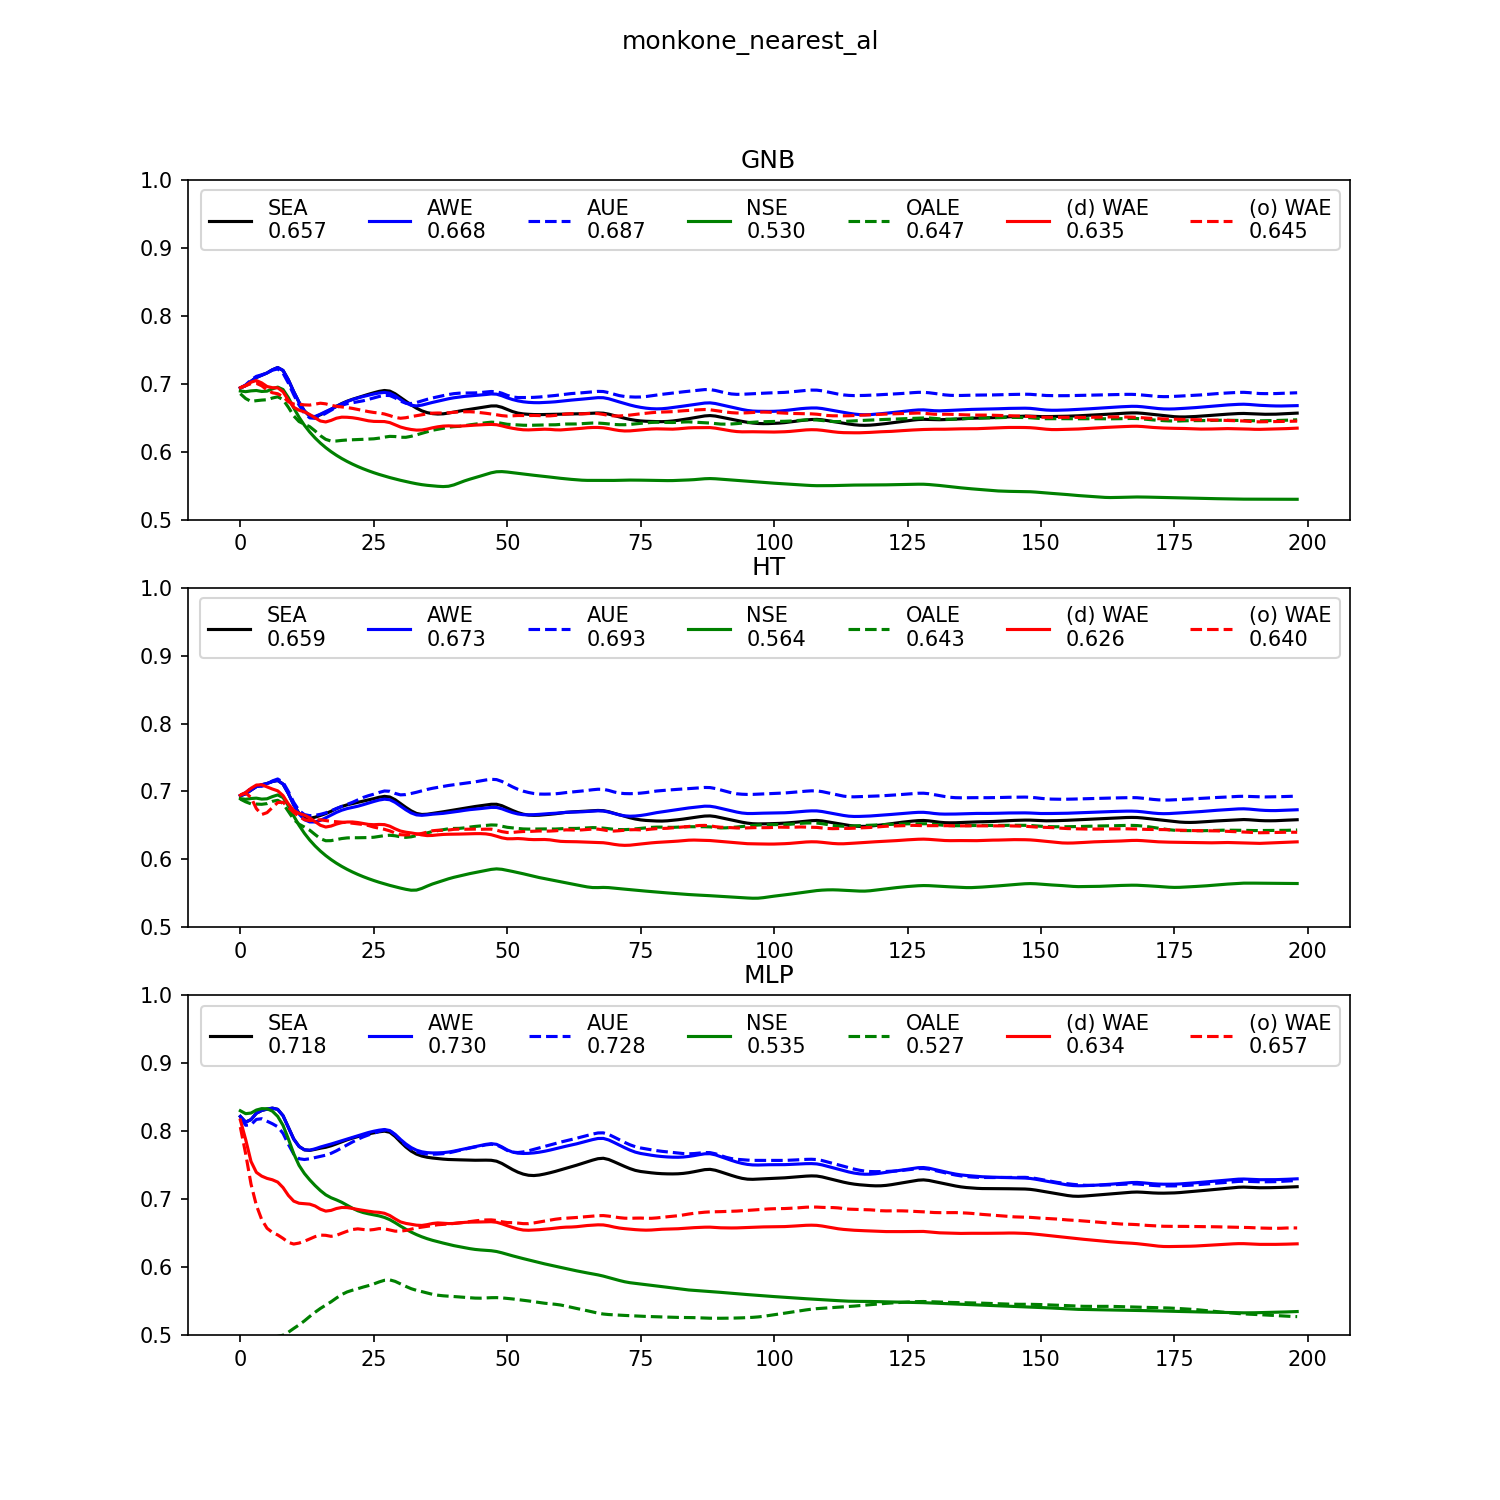 monkone_nearest_al
GNB
1.0
SEA AWE AUE NSE OALE (d) WAE (o) WAE
0.657 0.668 0.687 0.530 0.647 0.635 0.645
0.9
0.8
0.7
0.6
0.5
0 25 50 75 100 125 150 175 200
HT
1.0
SEA AWE AUE NSE OALE (d) WAE (o) WAE
0.659 0.673 0.693 0.564 0.643 0.626 0.640
0.9
0.8
0.7
0.6
0.5
0 25 50 75 100 125 150 175 200
MLP
1.0
SEA AWE AUE NSE OALE (d) WAE (o) WAE
0.718 0.730 0.728 0.535 0.527 0.634 0.657
0.9
0.8
0.7
0.6
0.5
0 25 50 75 100 125 150 175 200